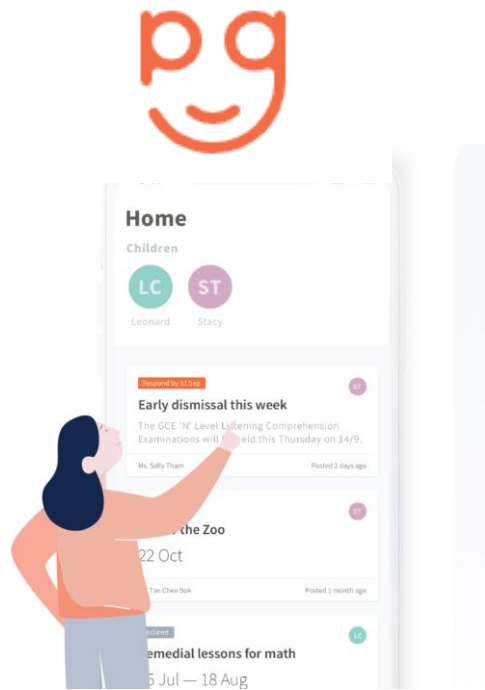 pg
Home
Children
LC
ST
Leonard
Stacy
Respond by 11 Sep
ST
Early dismissal this week
The GCE 'N' Level Listening Comprehension
Examinations will held this Thursday on 14/9.
Ms. Sally Tham
Posted 2 days ago
ST
the Zoo
22 Oct
Tan Chee Bok
Posted 1 month ago
LC
emedial lessons for math
Jul — 18 Aug